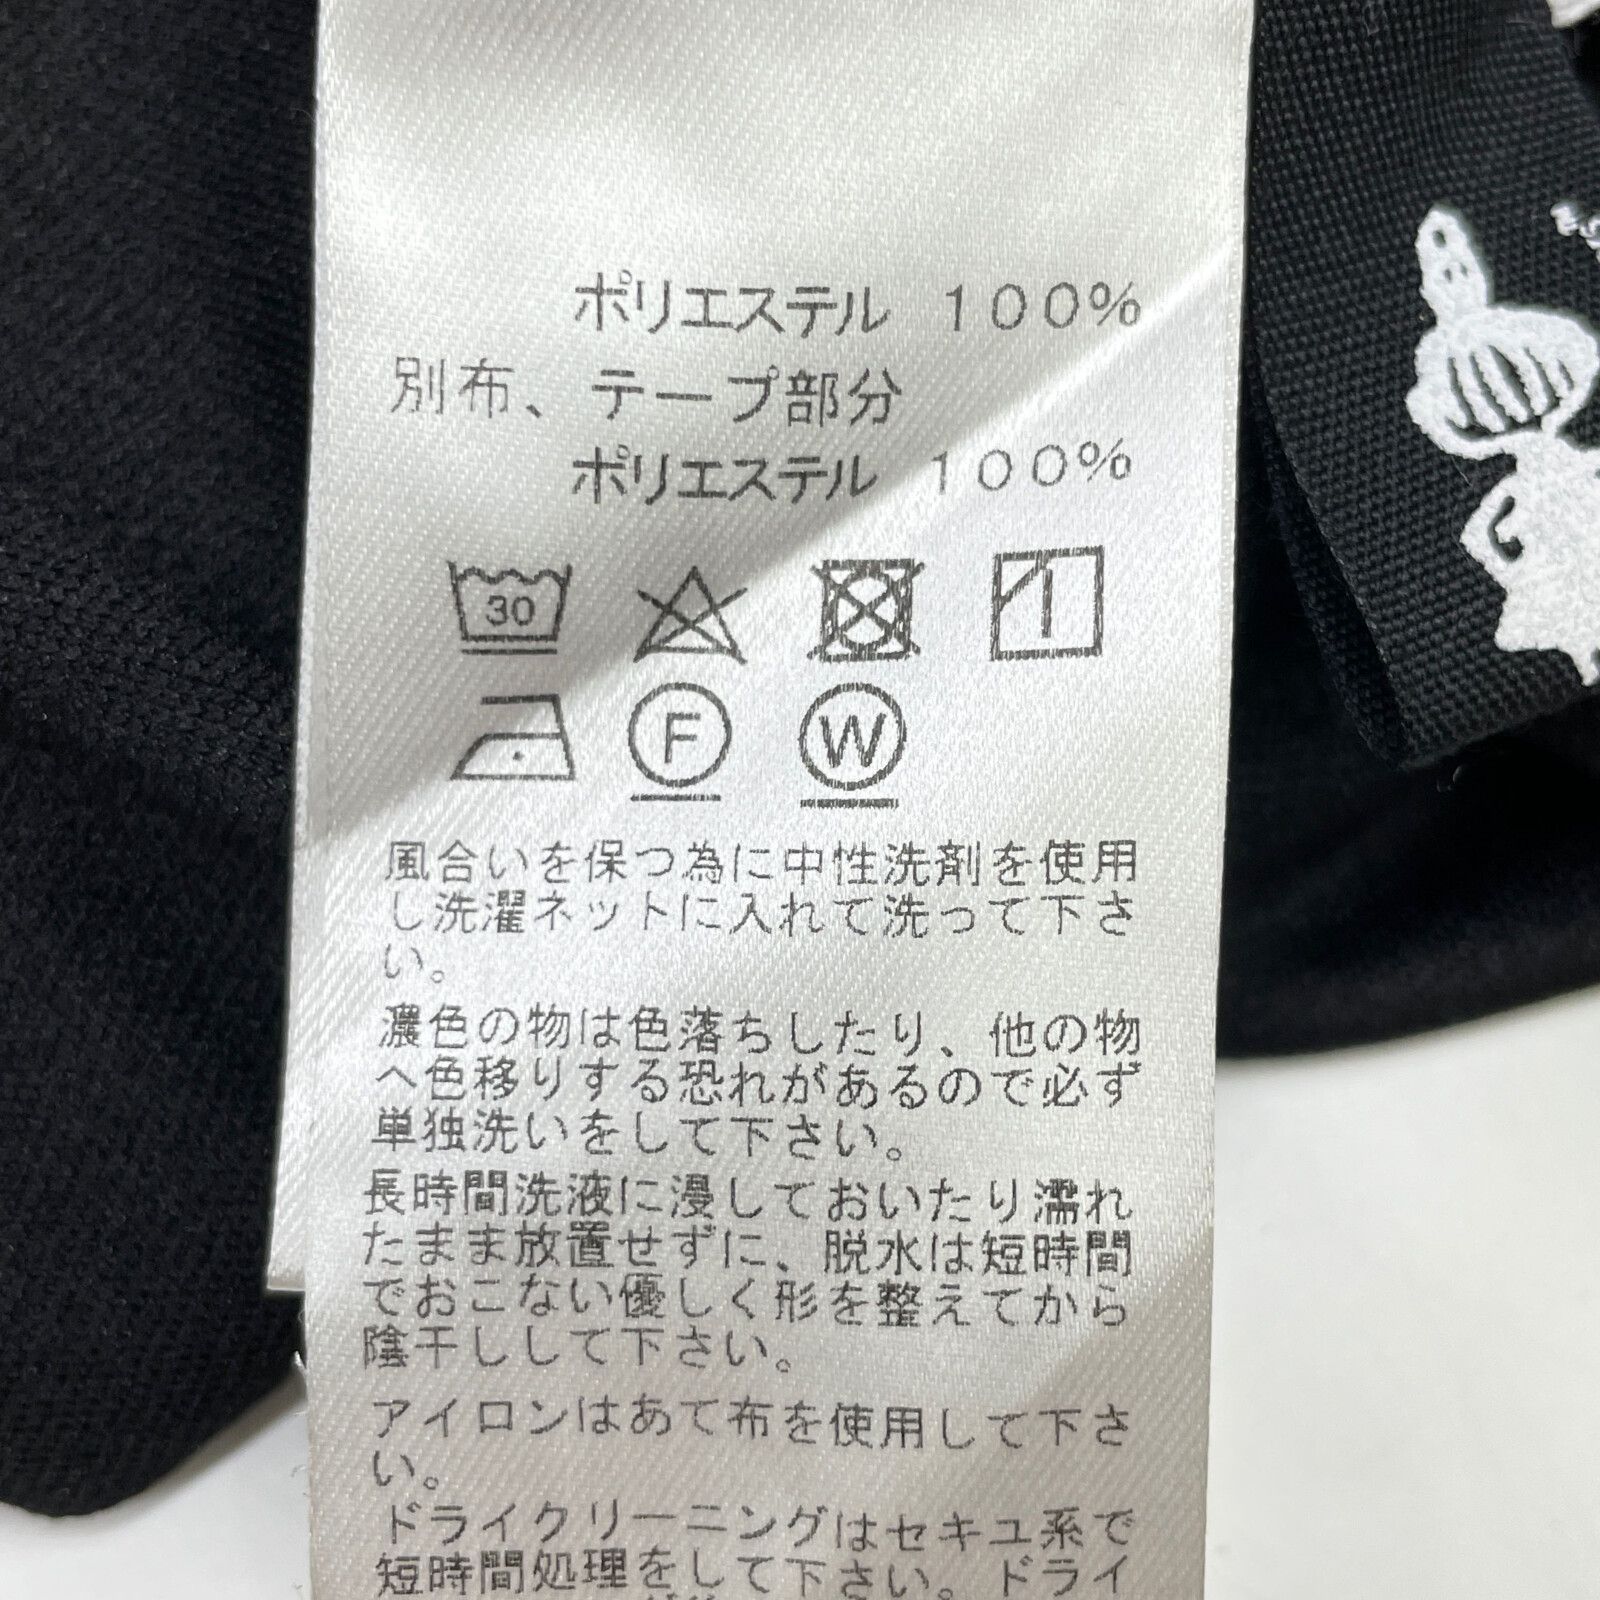 ポリエステル １００％
別布、テープ部分
ポリエステル １００％
30
F W
風合いを保つ為に中性洗剤を使用
し洗濯ネットに入れて洗って下さ
い。
濃色の物は色落ちしたり、他の物
へ色移りする恐れがあるので必ず
単独洗いをして下さい。
長時間洗液に浸しておいたり濡れ
たまま放置せずに、脱水は短時間
でおこない優しく形を整えてから
陰干しして下さい。
アイロンはあて布を使用して下さ
い。
ドライクリーニングはセキユ系で
短時間処理をして下さい。ドライ